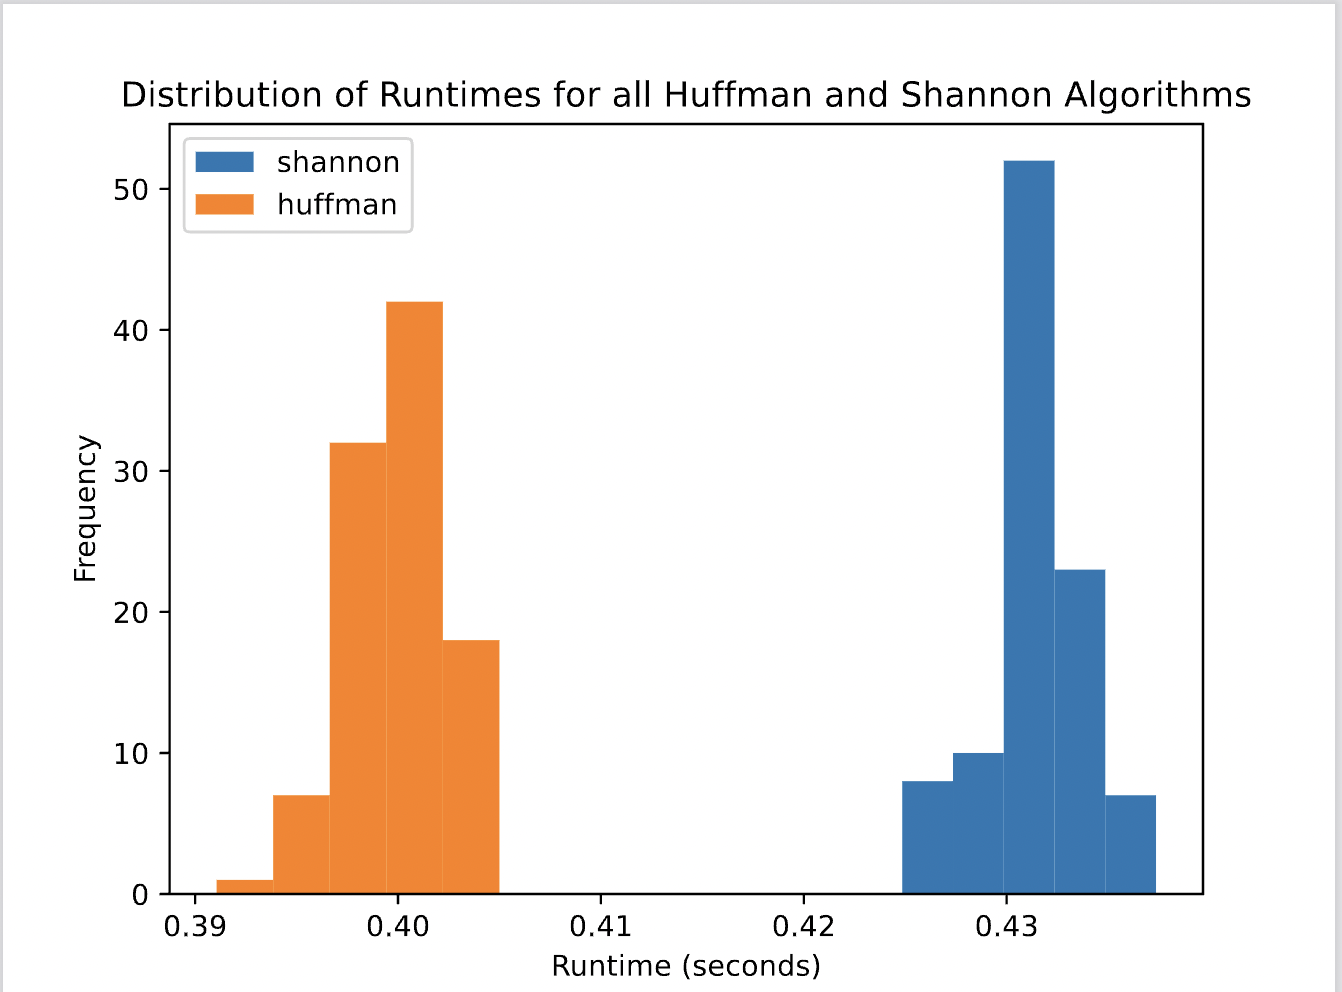 Distribution of Runtimes for all Huffman and Shannon Algorithms
shannon
huffman
50
40
30
20
10
0
Frequency
0.39 0.40 0.41 0.42 0.43
Runtime (seconds)